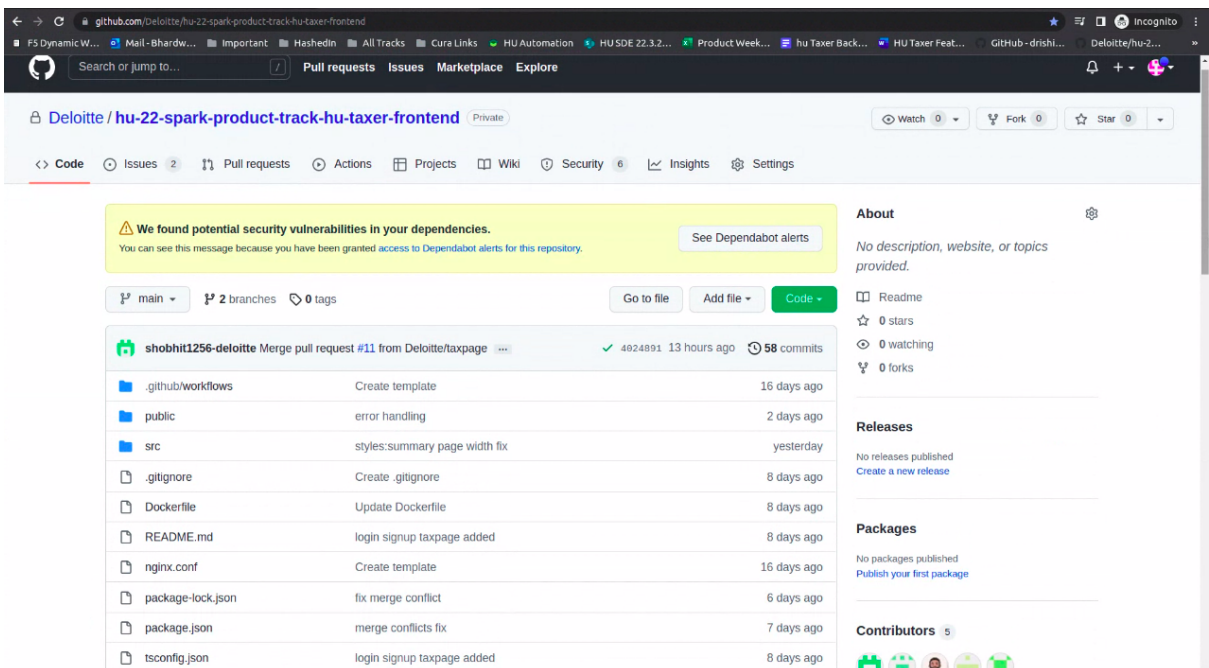 github.com/Deloitte/hu-22-spark-product-track-hu-taxer-frontend Incognito
FS Dynamic W... Mail - Bhardw... Important HashedIn All Tracks Cura Links HU Automation HU SDE 22.3.2... Product Week... hu Taxer Back... HU Taxer Feat... GitHub - drishi... Deloitte/hu-2... »
Search or jump to... / Pull requests Issues Marketplace Explore
Deloitte / hu-22-spark-product-track-hu-taxer-frontend Private Watch 0 Fork 0 Star 0
<> Code Issues 2 Pull requests Actions Projects Wiki Security 6 Insights Settings
We found potential security vulnerabilities in your dependencies.
You can see this message because you have been granted access to Dependabot alerts for this repository.
See Dependabot alerts
main 2 branches 0 tags Go to file Add file Code
shobhit1256-deloitte Merge pull request #11 from Deloitte/taxpage ... 4024891 13 hours ago 58 commits
.github/workflows Create template 16 days ago
public error handling 2 days ago
src styles:summary page width fix yesterday
.gitignore Create .gitignore 8 days ago
Dockerfile Update Dockerfile 8 days ago
README.md login signup taxpage added 8 days ago
nginx.conf Create template 16 days ago
package-lock.json fix merge conflict 6 days ago
package.json merge conflicts fix 7 days ago
tsconfig.json login signup taxpage added 8 days ago
About
No description, website, or topics
provided.
Readme
0 stars
0 watching
0 forks
Releases
No releases published
Create a new release
Packages
No packages published
Publish your first package
Contributors 5